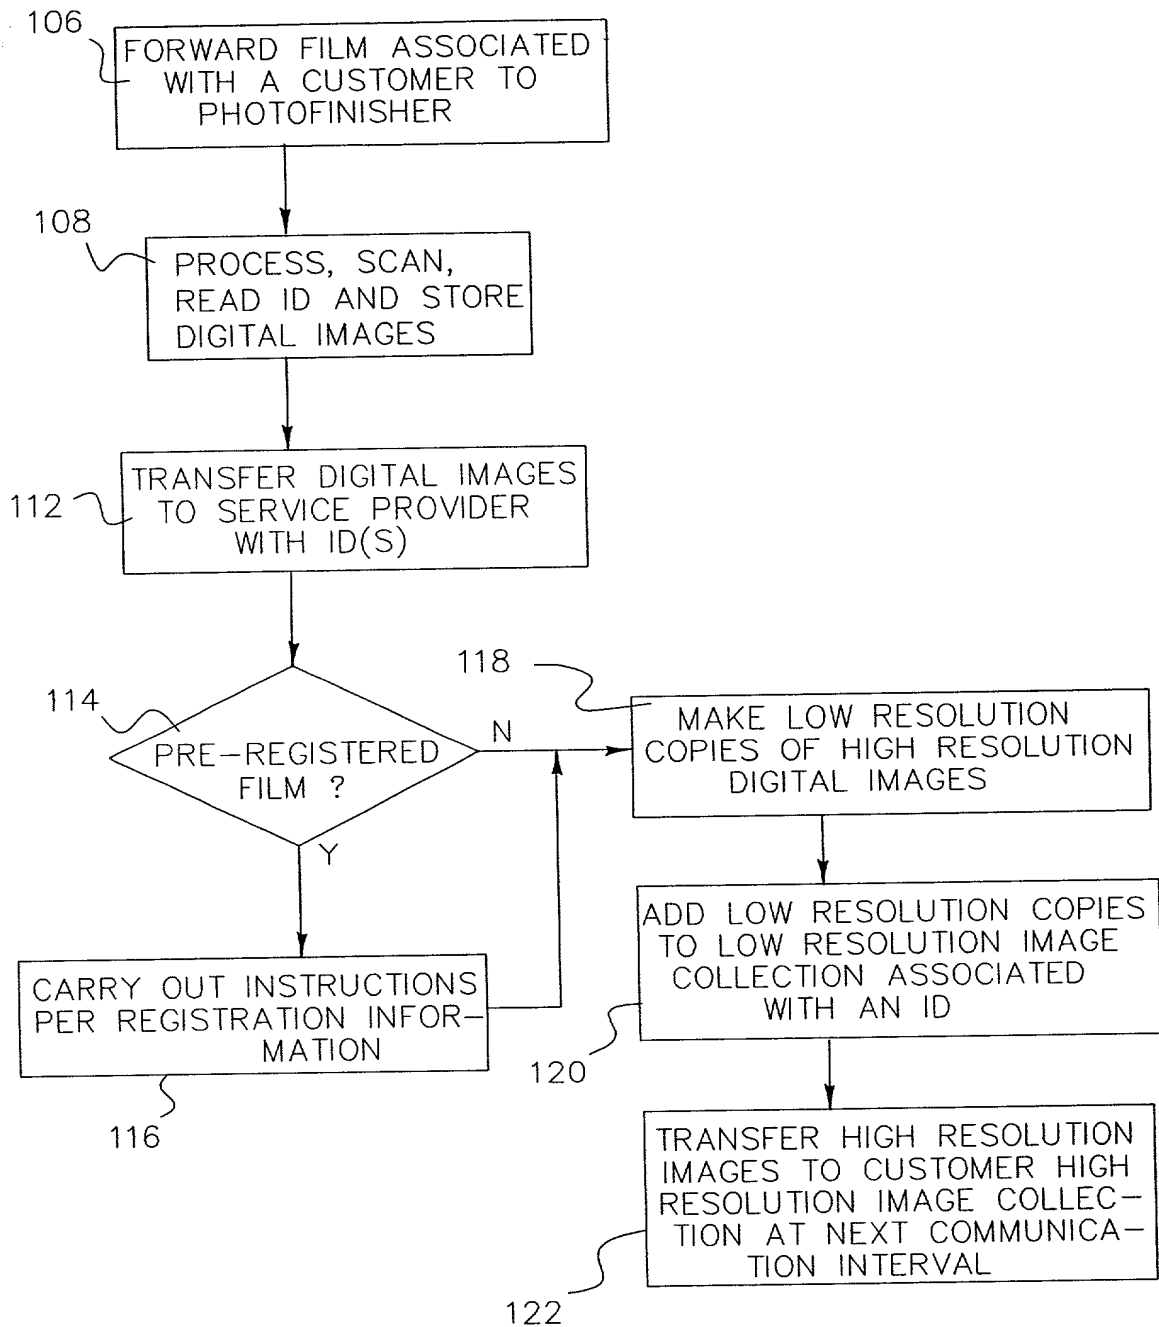 106
FORWARD FILM ASSOCIATED
WITH A CUSTOMER TO
PHOTOFINISHER
108
PROCESS, SCAN,
READ ID AND STORE
DIGITAL IMAGES
112
TRANSFER DIGITAL IMAGES
TO SERVICE PROVIDER
WITH ID(S)
114
PRE-REGISTERED
FILM ?
N
Y
116
CARRY OUT INSTRUCTIONS
PER REGISTRATION INFOR-
MATION
118
MAKE LOW RESOLUTION
COPIES OF HIGH RESOLUTION
DIGITAL IMAGES
120
ADD LOW RESOLUTION COPIES
TO LOW RESOLUTION IMAGE
COLLECTION ASSOCIATED
WITH AN ID
122
TRANSFER HIGH RESOLUTION
IMAGES TO CUSTOMER HIGH
RESOLUTION IMAGE COLLEC-
TION AT NEXT COMMUNICA-
TION INTERVAL